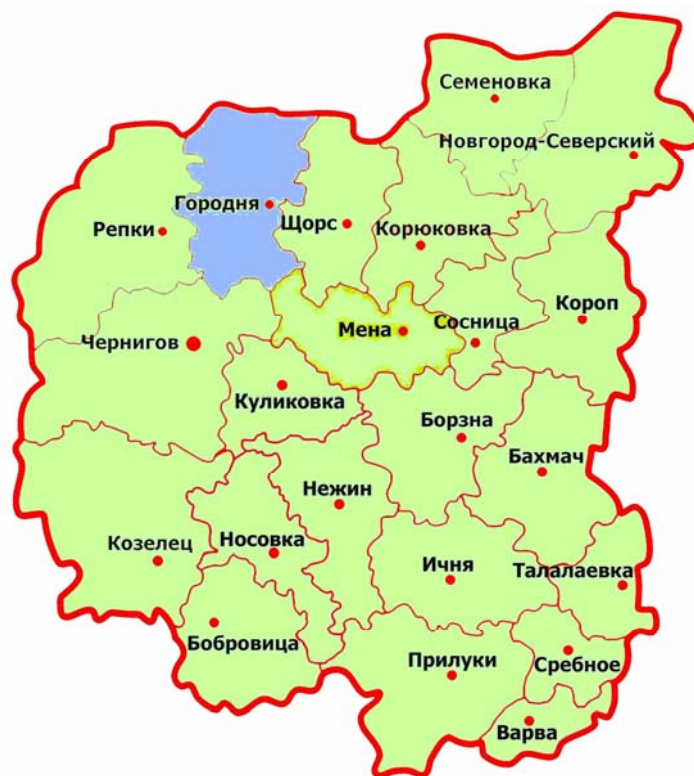 Семеновка
Новгород-Северский
Городня
Репки
Щорс
Корюковка
Короп
Мена
Сосница
Чернигов
Куликовка
Борзна
Бахмач
Нежин
Козелец
Носовка
Ичня
Талалаевка
Бобровица
Прилуки
Сребное
Варва